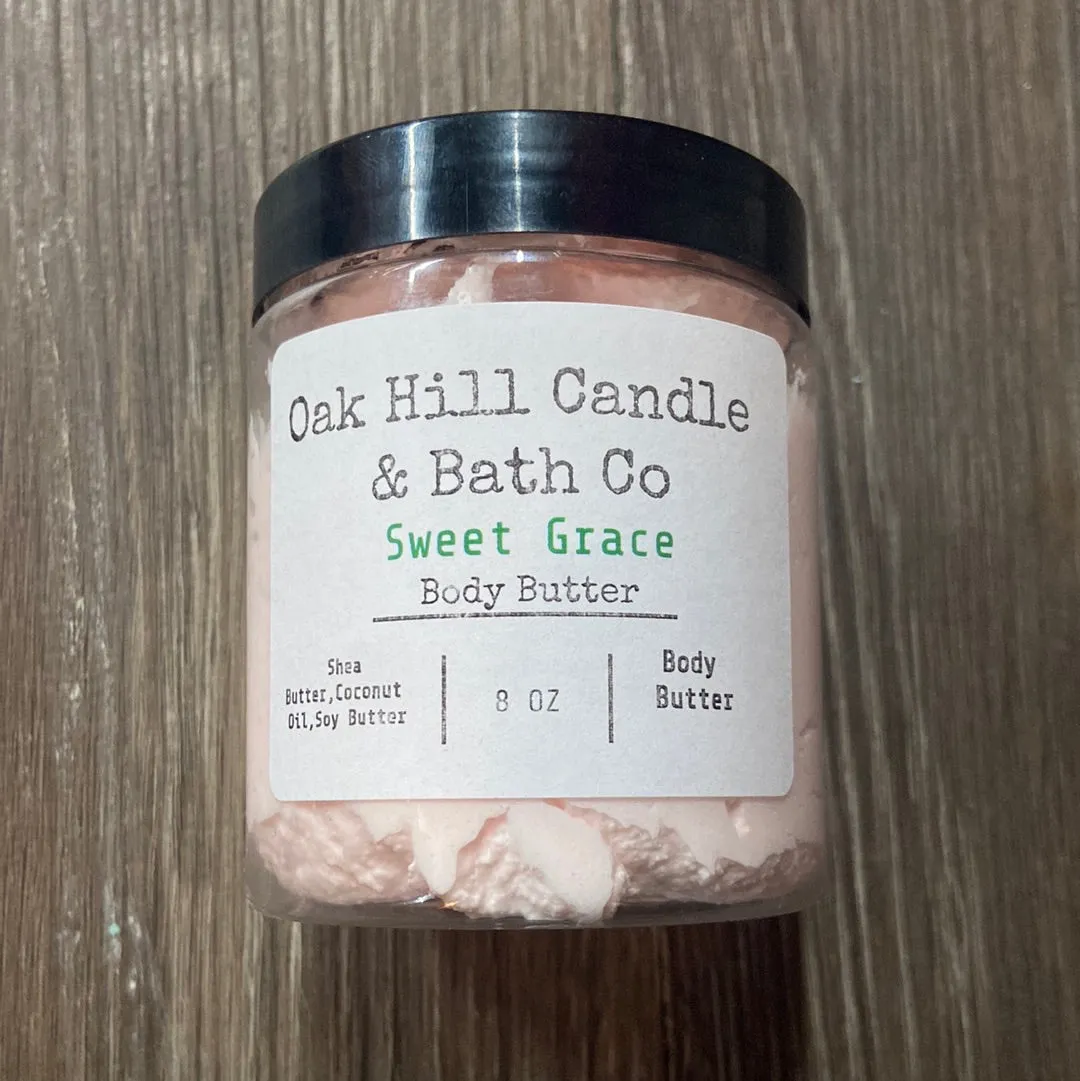 Oak Hill Candle
& Bath Co
Sweet Grace
Body Butter
Shea
Butter,Coconut
Oil,Soy Butter
8 OZ
Body
Butter